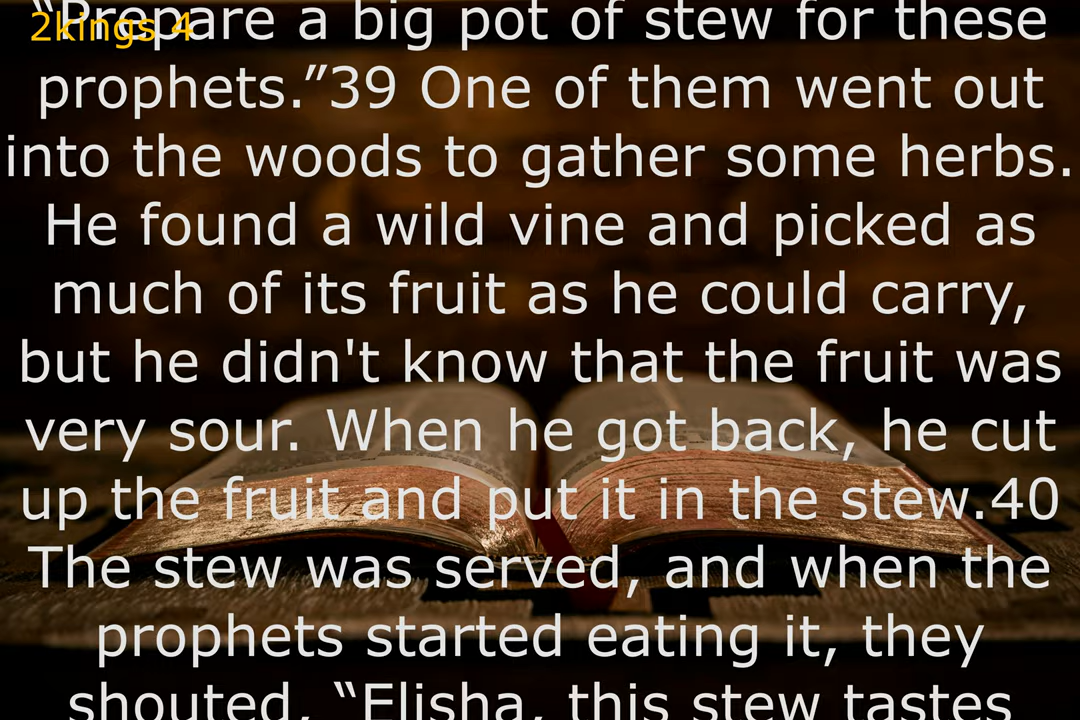 2kings 4
“Prepare a big pot of stew for these
prophets.”39 One of them went out
into the woods to gather some herbs.
He found a wild vine and picked as
much of its fruit as he could carry,
but he didn't know that the fruit was
very sour. When he got back, he cut
up the fruit and put it in the stew.40
The stew was served, and when the
prophets started eating it, they
shouted, “Elisha, this stew tastes